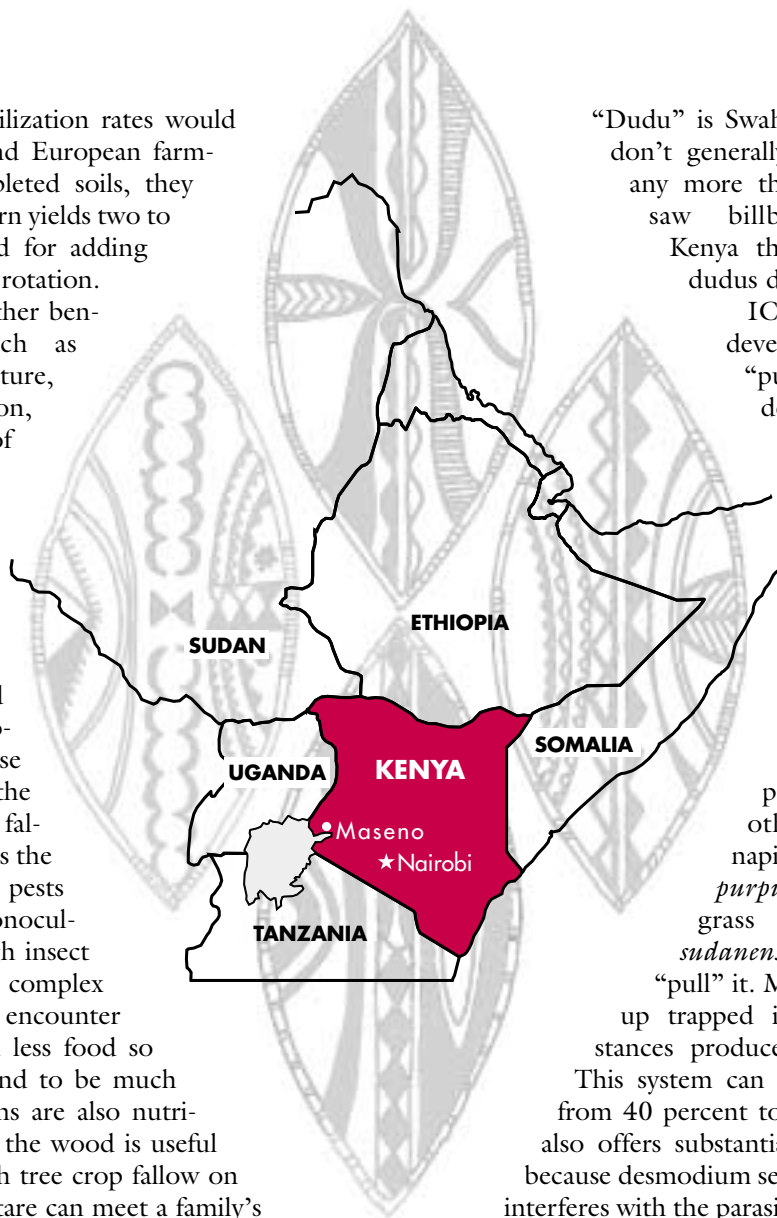 ilization rates would
nd European farm-
pleted soils, they
rn yields two to
d for adding
rotation.
ther ben-
ch as
ture,
on,
of
o-
se
the
fal-
s the
pests
onocul-
h insect
complex
encounter
less food so
nd to be much
ns are also nutri-
the wood is useful
h tree crop fallow on
tare can meet a family's
SUDAN
ETHIOPIA
UGANDA
KENYA
SOMALIA
Maseno
Nairobi
TANZANIA
“Dudu” is Swah
don't generally
any more th
saw billb
Kenya th
dudus d
IC
deve
“pu
de
p
oth
napi
purpu
grass
sudanens
“pull” it. M
up trapped i
stances produce
This system can
from 40 percent to
also offers substantia
because desmodium se
interferes with the parasi